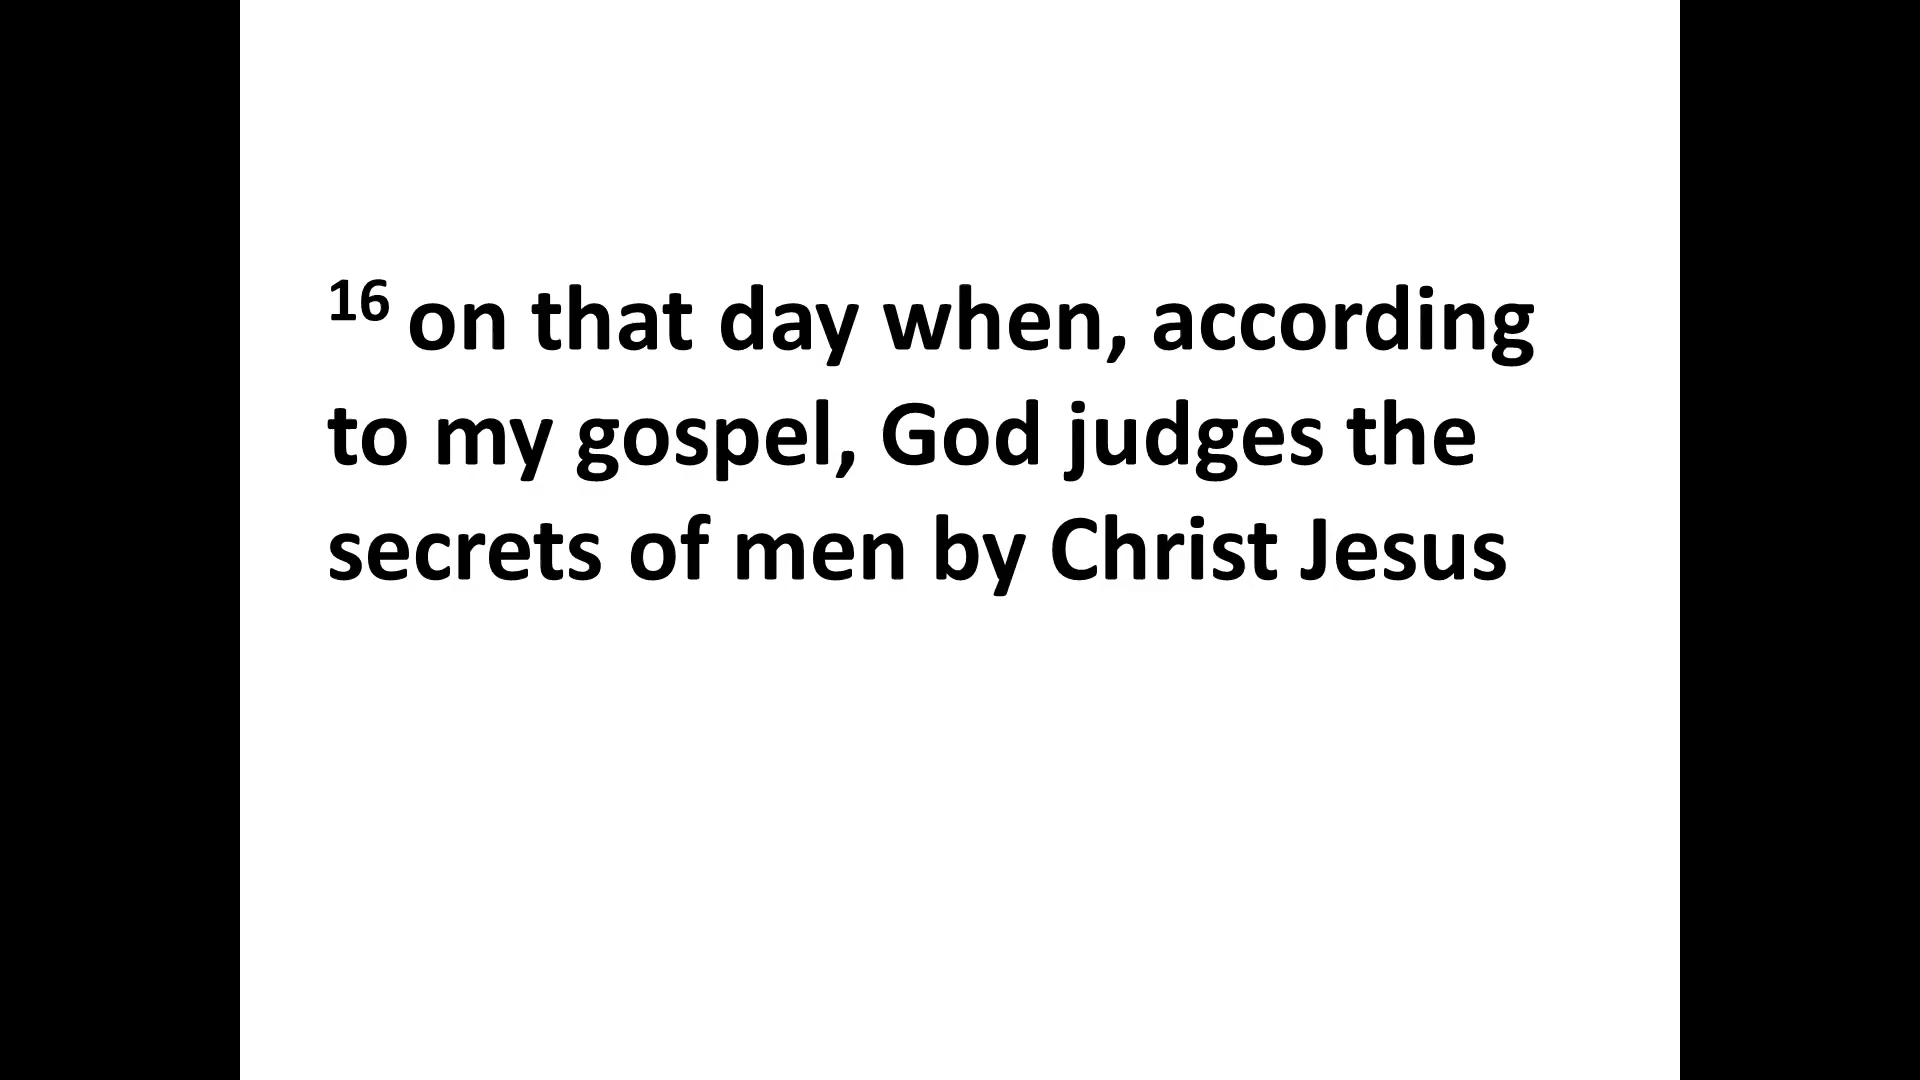 16 on that day when, according
to my gospel, God judges the
secrets of men by Christ Jesus